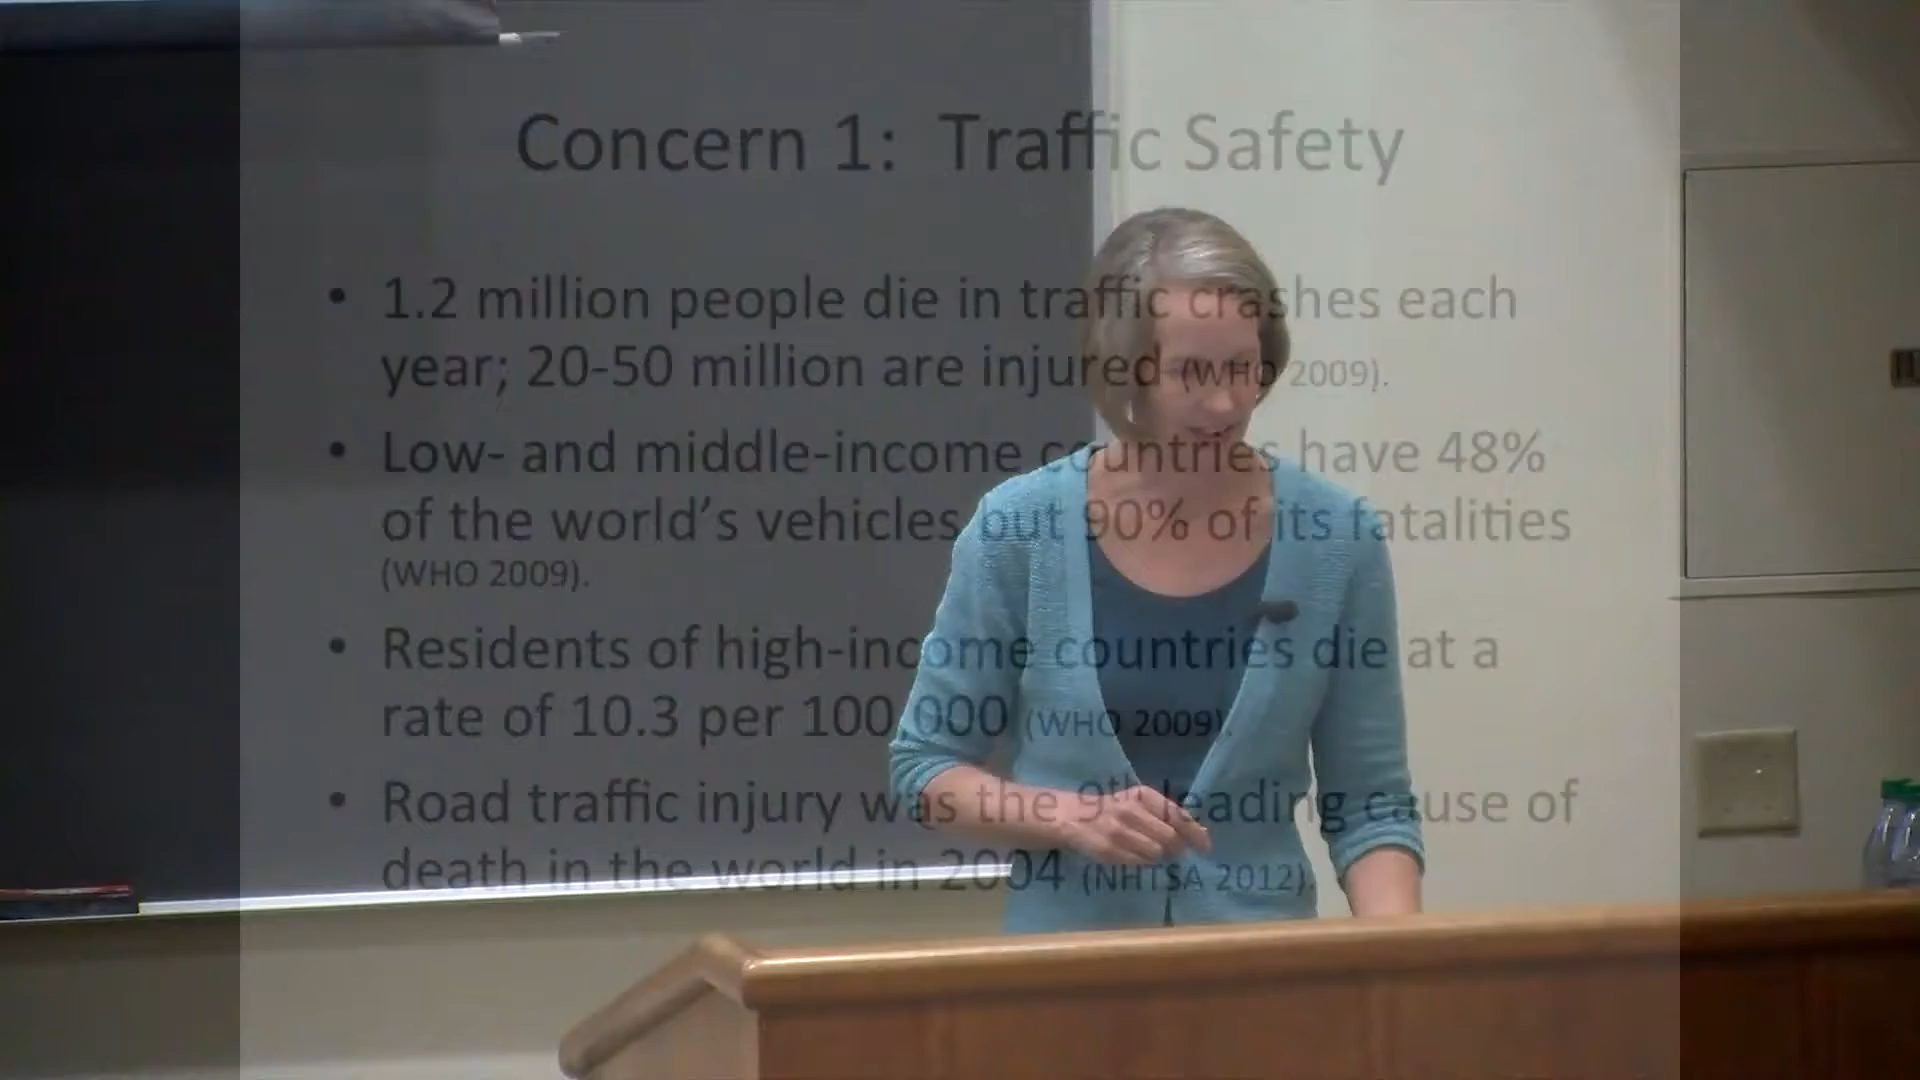 Concern 1: Traffic Safety
• 1.2 million people die in traffic crashes each
year; 20-50 million are injured (WHO 2009).
• Low- and middle-income countries have 48%
of the world's vehicles but 90% of its fatalities
(WHO 2009).
• Residents of high-income countries die at a
rate of 10.3 per 100,000 (WHO 2009).
• Road traffic injury was the 9th leading cause of
death in the world in 2004 (NHTSA 2012).